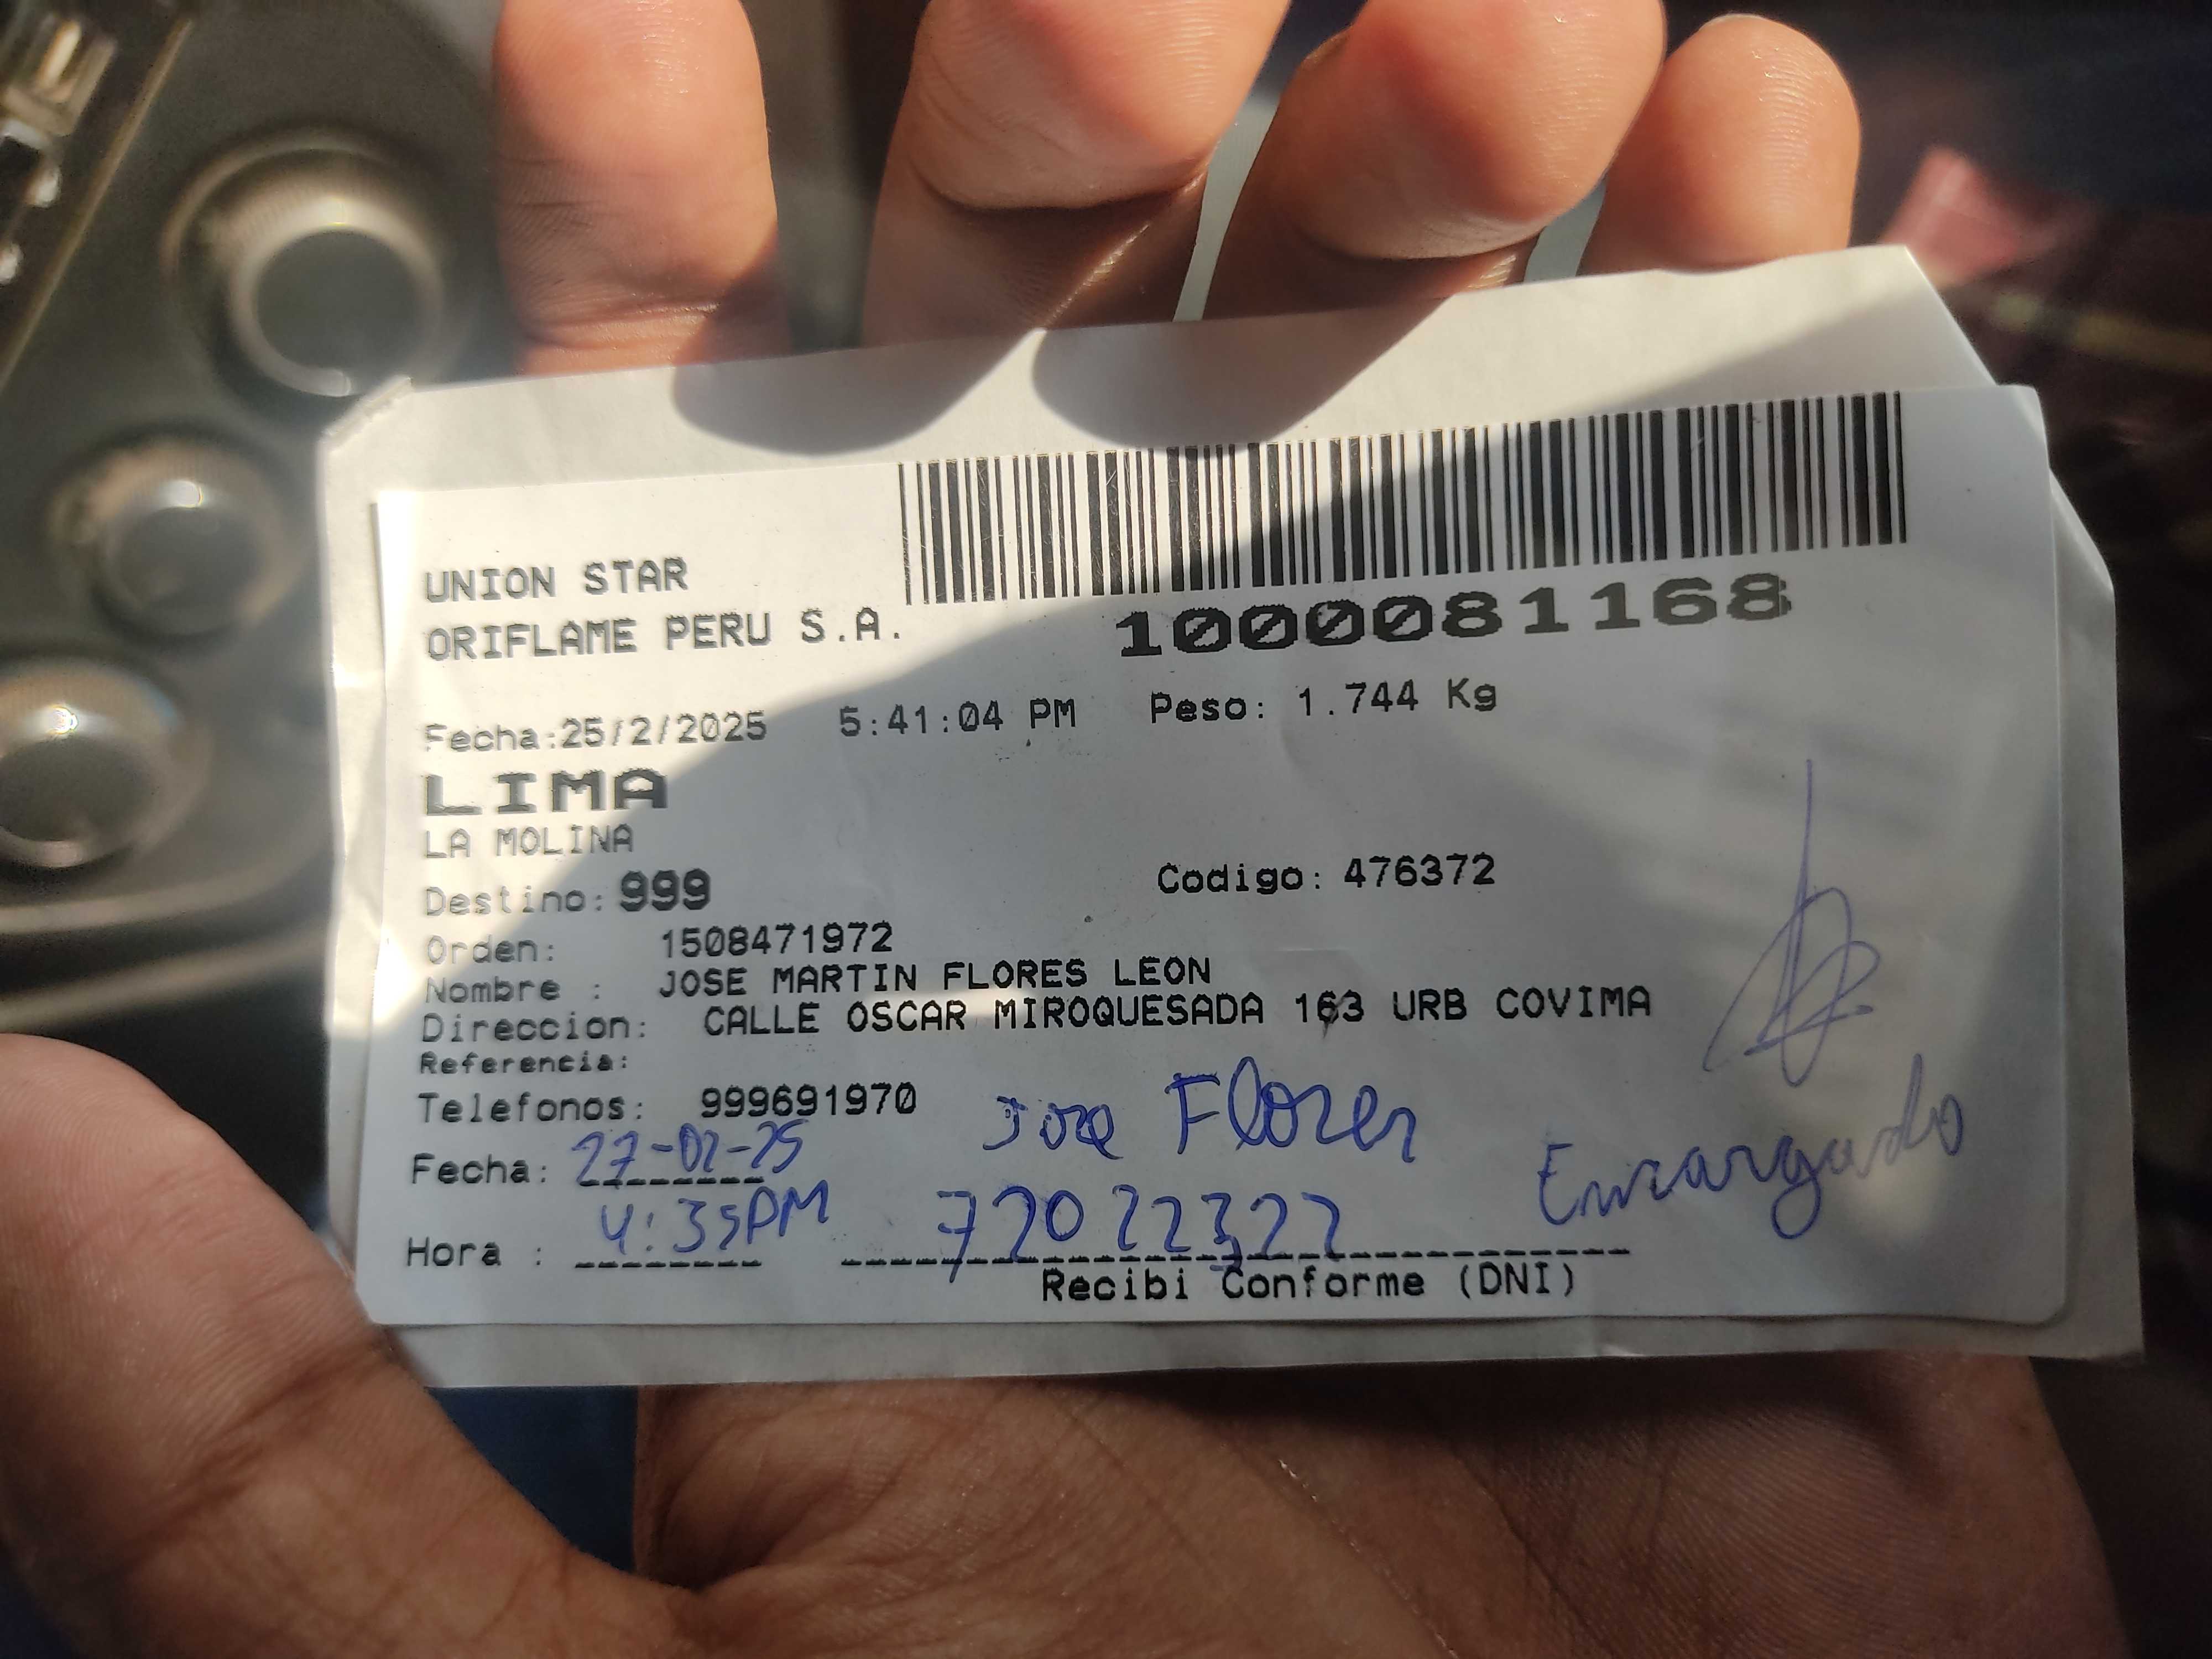 UNION STAR
ORIFLAME PERU S.A.
1000081168
Fecha:25/2/2025 5:41:04 PM Peso: 1.744 Kg
LIMA
LA MOLINA
Destino: 999 Codigo: 476372
Orden: 1508471972
Nombre : JOSE MARTIN FLORES LEON
Direccion: CALLE OSCAR MIROQUESADA 163 URB COVIMA
Referencia:
Telefonos: 999691970
Jose Flores
Encargado
Fecha: 27-02-25
Hora : 4:35PM 72022322
Recibi Conforme (DNI)